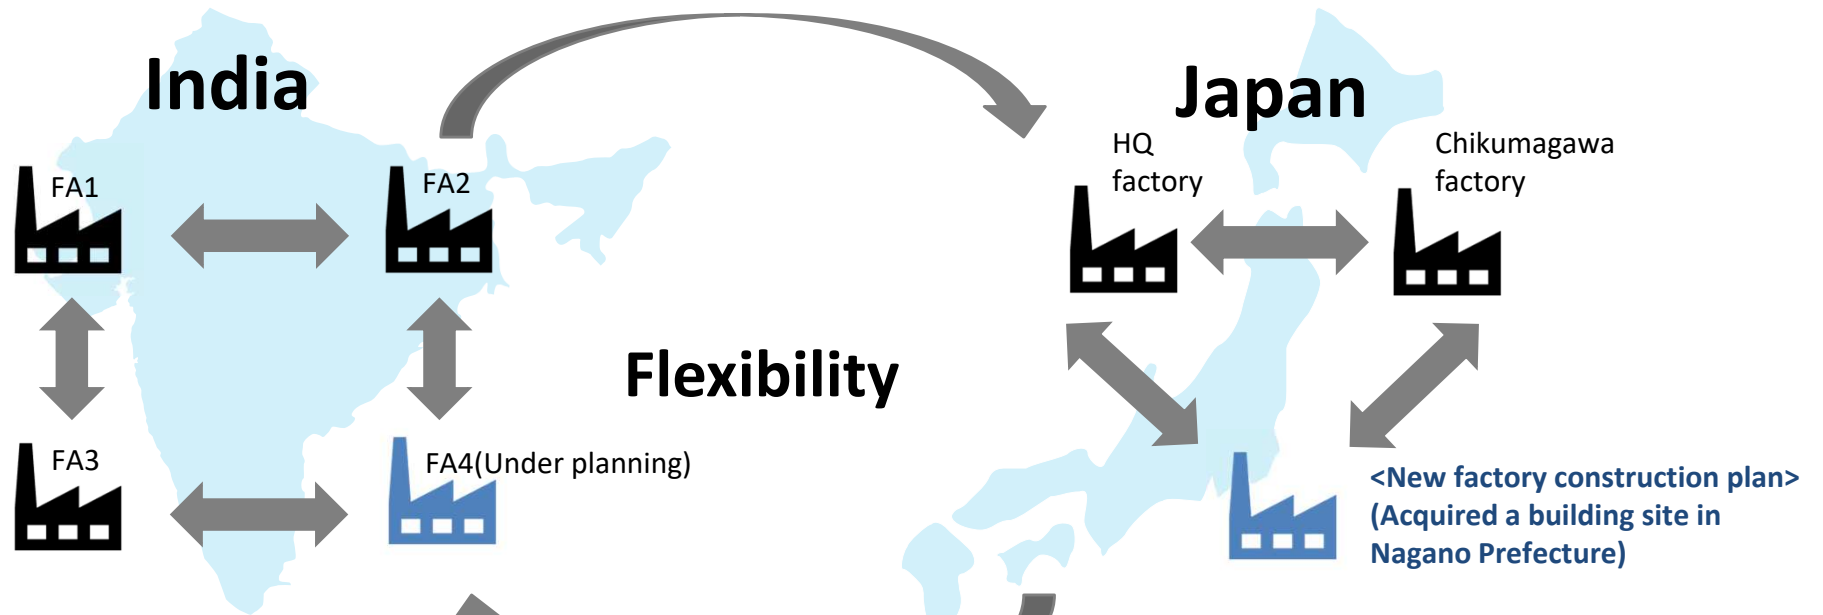 India
Japan
HQ
factory
Chikumagawa
factory
FA1
FA2
Flexibility
FA3
FA4(Under planning)
<New factory construction plan>
(Acquired a building site in
Nagano Prefecture)